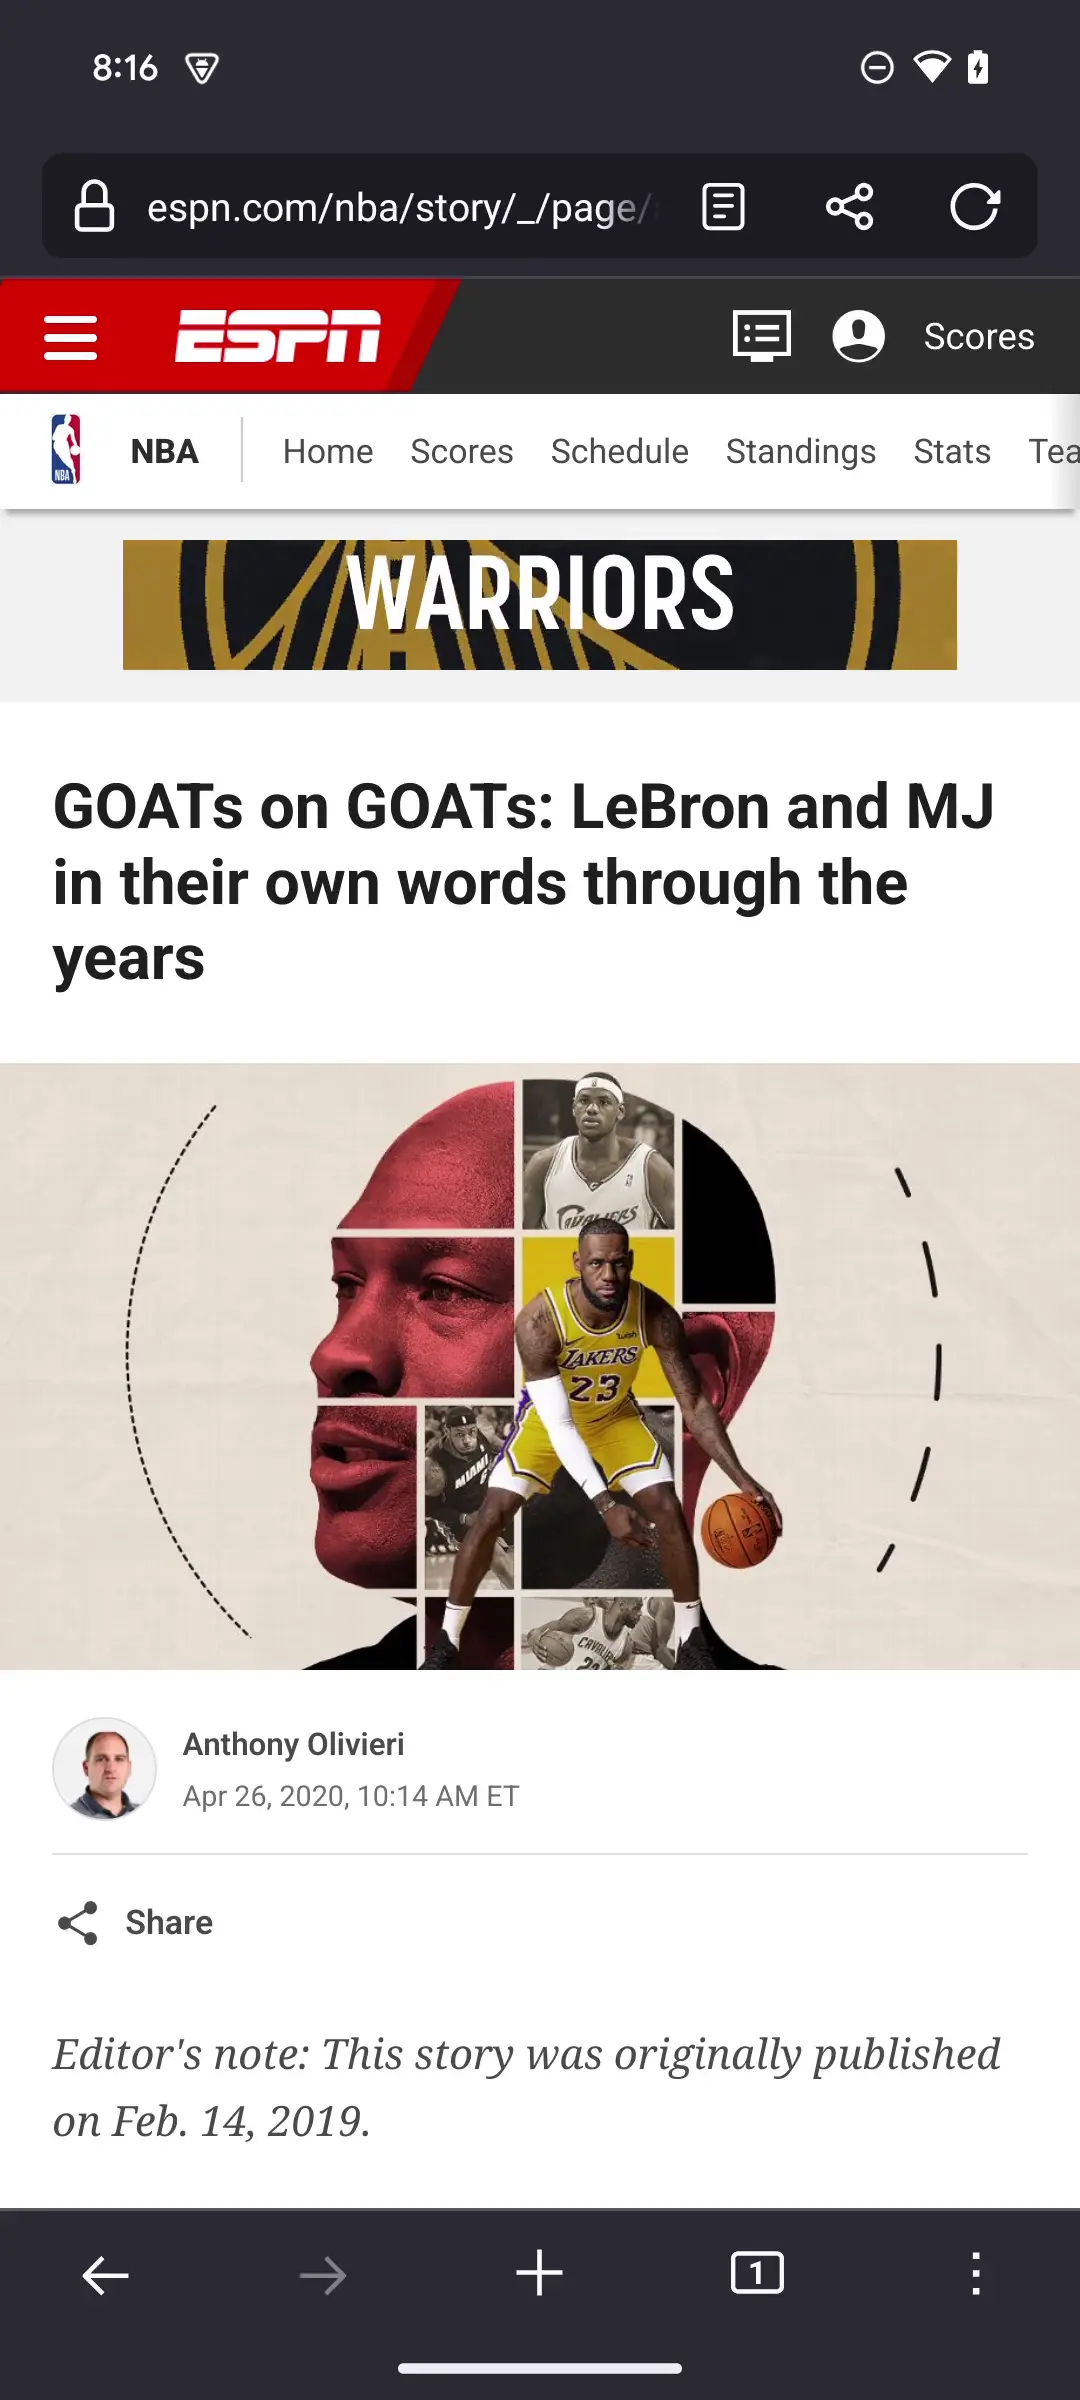 8:16
espn.com/nba/story/_/page/
ESPN
Scores
NBA
NBA Home Scores Schedule Standings Stats Tea
WARRIORS
GOATs on GOATs: LeBron and MJ
in their own words through the
years
CAVALIERS
LAKERS
23
MIAMI
Anthony Olivieri
Apr 26, 2020, 10:14 AM ET
Share
Editor's note: This story was originally published
on Feb. 14, 2019.
1